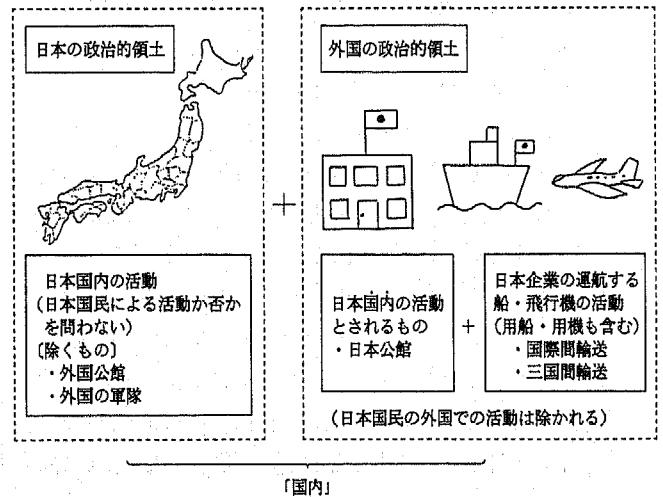 日本の政治的領土
日本国内の活動
(日本国民による活動か否か
を問わない)
〔除くもの〕
・外国公館
・外国の軍隊
+
外国の政治的領土
日本国内の活動
とされるもの
・日本公館
+
日本企業の運航する
船・飛行機の活動
(用船・用機も含む)
・国際間輸送
・三国間輸送
(日本国民の外国での活動は除かれる)
「国内」